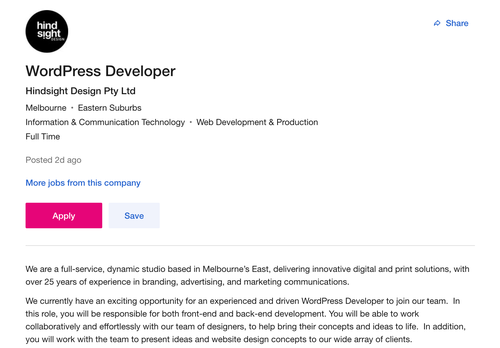 hind
sight
DESIGN
Share
WordPress Developer
Hindsight Design Pty Ltd
Melbourne · Eastern Suburbs
Information & Communication Technology · Web Development & Production
Full Time
Posted 2d ago
More jobs from this company
Apply Save
We are a full-service, dynamic studio based in Melbourne's East, delivering innovative digital and print solutions, with
over 25 years of experience in branding, advertising, and marketing communications.
We currently have an exciting opportunity for an experienced and driven WordPress Developer to join our team. In
this role, you will be responsible for both front-end and back-end development. You will be able to work
collaboratively and effortlessly with our team of designers, to help bring their concepts and ideas to life. In addition,
you will work with the team to present ideas and website design concepts to our wide array of clients.